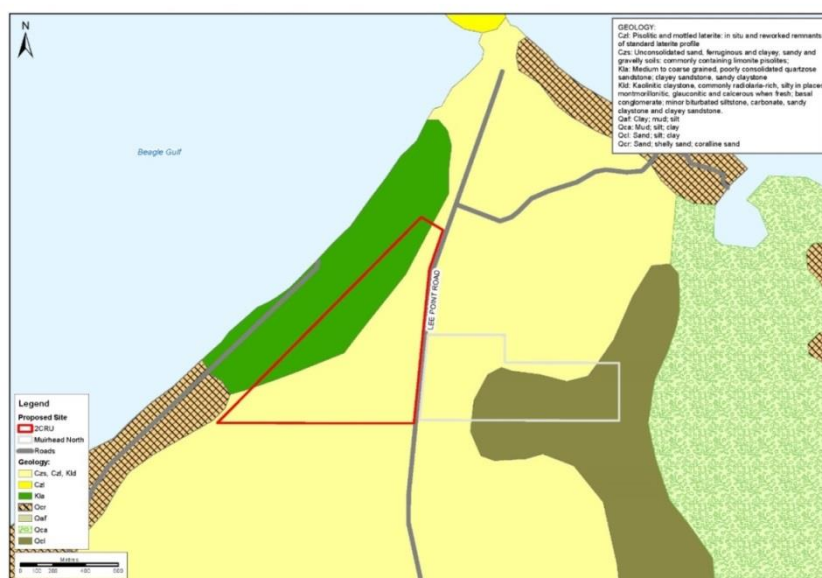 N
GEOLOGY:
Czl: Pisolitic and mottled laterite: in situ and reworked remnants
of standard laterite profile
Czs: Unconsolidated sand, ferruginous and clayey, sandy and
gravelly soils: commonly containing limonite pisolites;
Kla: Medium to coarse grained, poorly consolidated quartzose
sandstone; clayey sandstone, sandy claystone
Kld: Kaolinitic claystone, commonly radiolaria-rich, silty in places
montmorillonitic, glauconitic and calcerous when fresh; basal
conglomerate; minor bioturbated siltstone, carbonate, sandy
claystone and clayey sandstone.
Qaf: Clay; mud; silt
Qca: Mud; silt; clay
Qcl: Sand; silt; clay
Qcr: Sand; shelly sand; coralline sand
Beagle Gulf
LEE POINT ROAD
Legend
Proposed Site
2CRU
Muirhead North
Roads
Geology:
Czs, Czl, Kld
Czl
Kla
Qcr
Qaf
Qca
Qcl
Metres
0